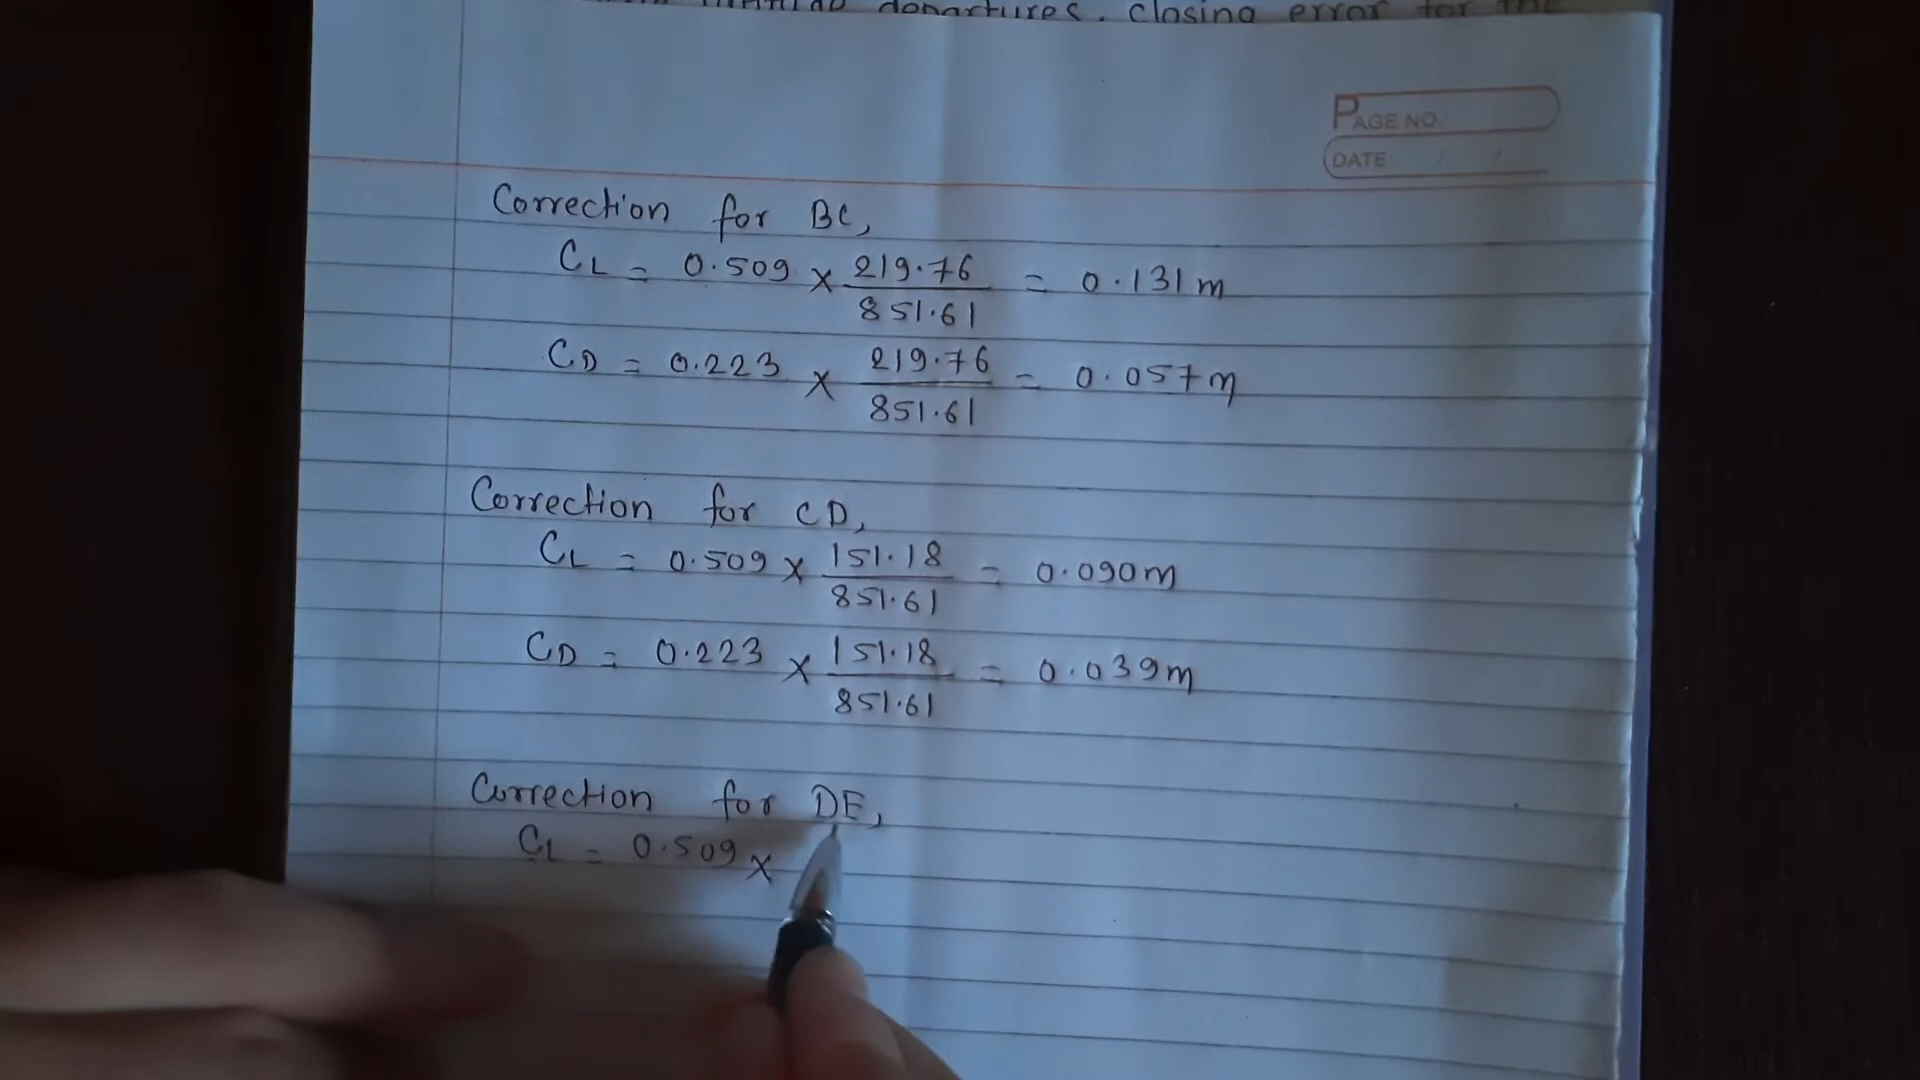 departures, closing error for the
PAGE NO.:
DATE: / /
Correction for BC,
CL = 0.509 × 219.76 / 851.61 = 0.131 m
CD = 0.223 × 219.76 / 851.61 = 0.057 m
Correction for CD,
CL = 0.509 × 151.18 / 851.61 = 0.090 m
CD = 0.223 × 151.18 / 851.61 = 0.039 m
Correction for DE,
CL = 0.509 ×